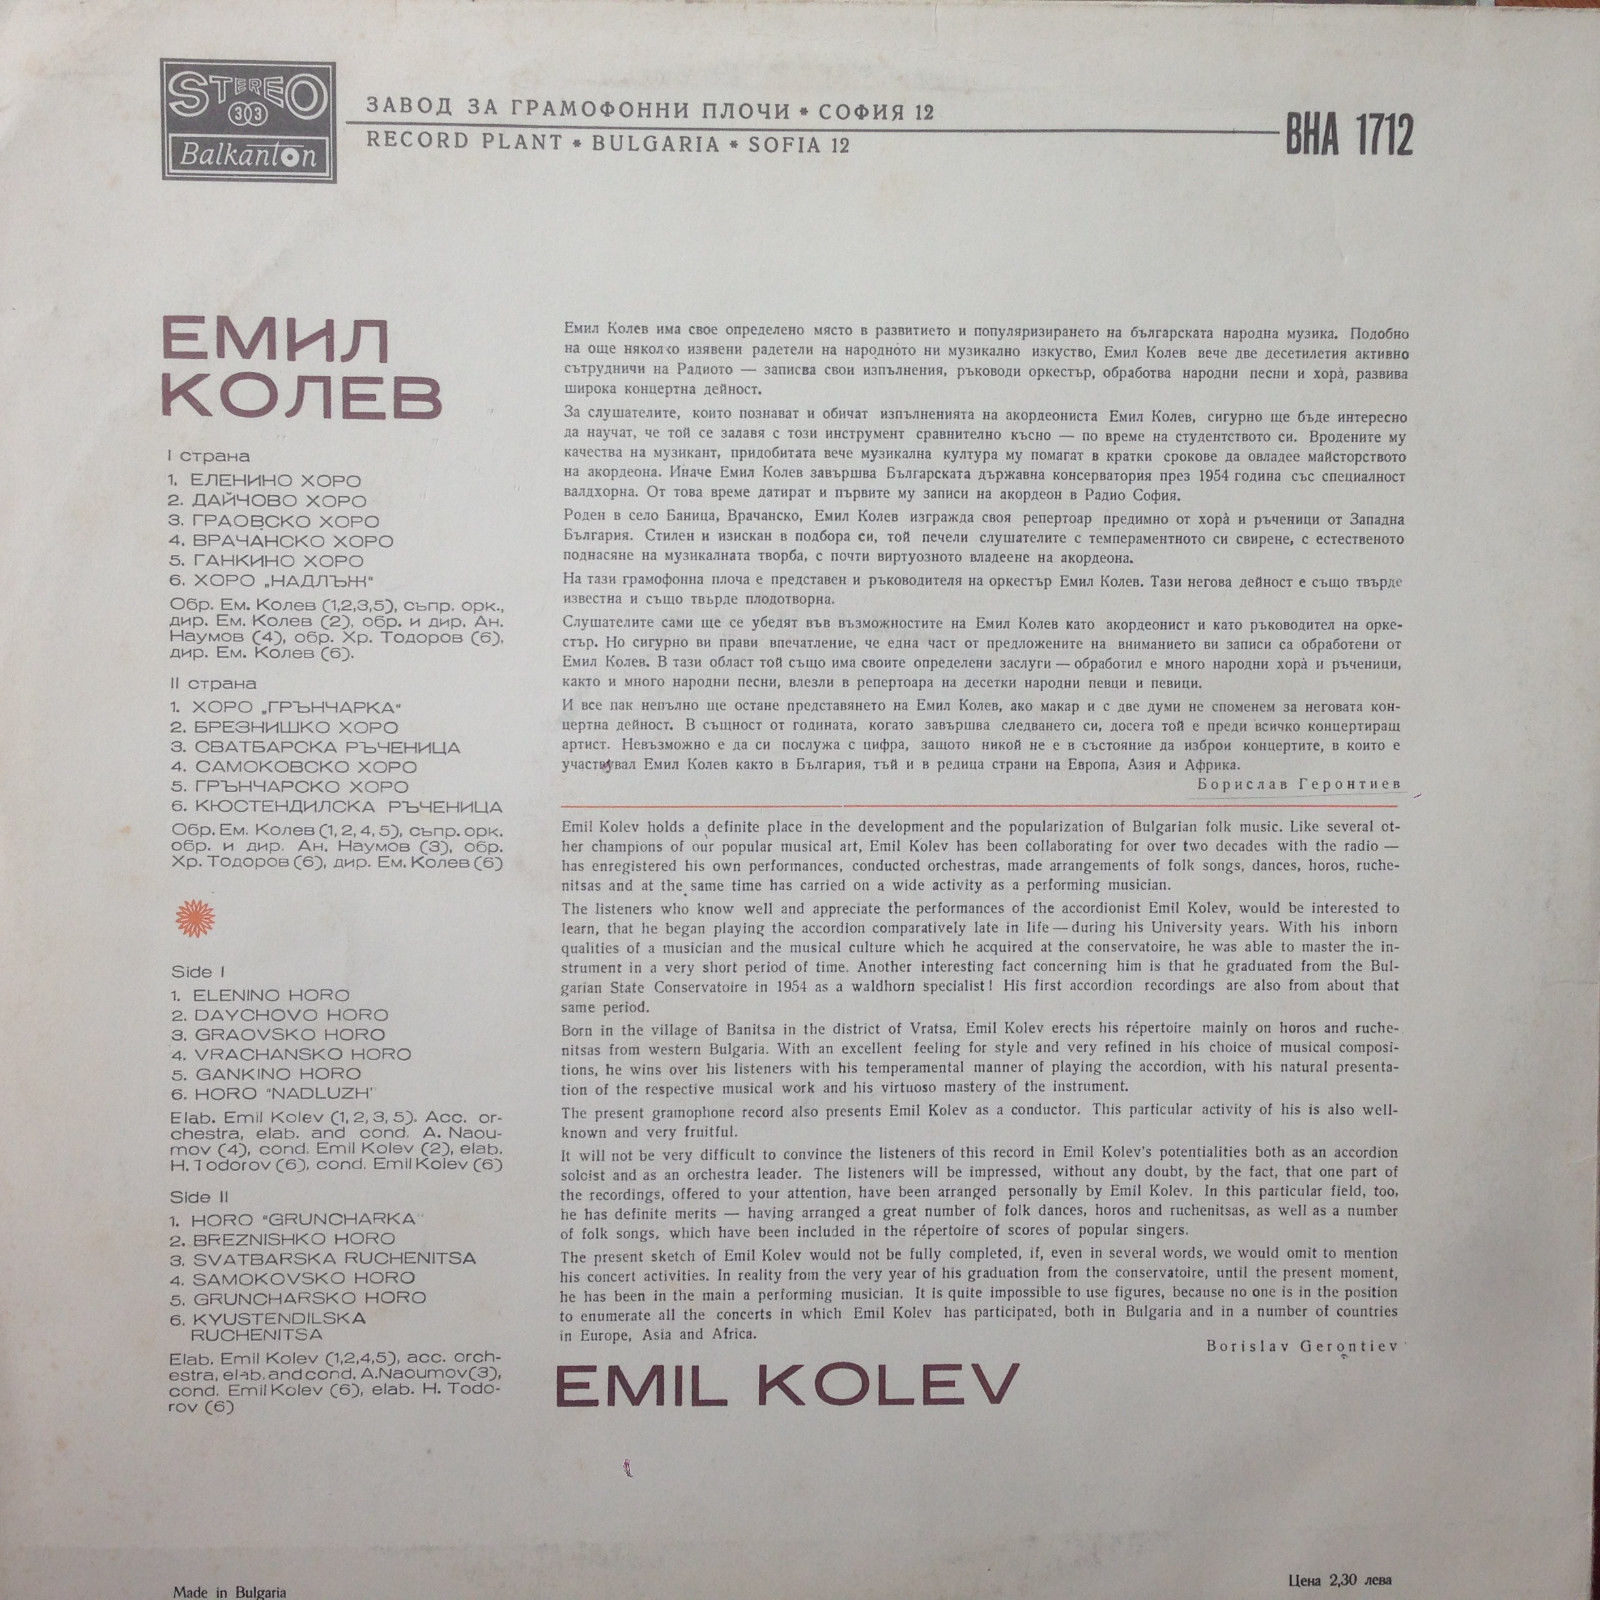 STEREO
33
Balkanton
ЗАВОД ЗА ГРАМОФОННИ ПЛОЧИ * СОФИЯ 12
RECORD PLANT * BULGARIA * SOFIA 12
ВНА 1712
ЕМИЛ
КОЛЕВ
I страна
1. ЕЛЕНИНО ХОРО
2. ДАЙЧОВО ХОРО
3. ГРАОВСКО ХОРО
4. ВРАЧАНСКО ХОРО
5. ГАНКИНО ХОРО
6. ХОРО „НАДЛЪЖ“
Обр. Ем. Колев (1,2,3,5), съпр. орк.,
дир. Ем. Колев (2), обр. и дир. Ан.
Наумов (4), обр. Хр. Тодоров (6),
дир. Ем. Колев (6).
II страна
1. ХОРО „ГРЪНЧАРКА“
2. БРЕЗНИШКО ХОРО
3. СВАТБАРСКА РЪЧЕНИЦА
4. САМОКОВСКО ХОРО
5. ГРЪНЧАРСКО ХОРО
6. КЮСТЕНДИЛСКА РЪЧЕНИЦА
Обр. Ем. Колев (1, 2, 4, 5), съпр. орк.
обр. и дир. Ан. Наумов (3), обр.
Хр. Тодоров (6), дир. Ем. Колев (6)
Side I
1. ELENINO HORO
2. DAYCHOVO HORO
3. GRAOVSKO HORO
4. VRACHANSKO HORO
5. GANKINO HORO
6. HORO "NADLUZH"
Elab. Emil Kolev (1, 2, 3, 5). Acc. or-
chestra, elab. and cond. A. Naou-
mov (4), cond. Emil Kolev (2), elab.
H. Todorov (6), cond. Emil Kolev (6)
Side II
1. HORO "GRUNCHARKA"
2. BREZNISHKO HORO
3. SVATBARSKA RUCHENITSA
4. SAMOKOVSKO HORO
5. GRUNCHARSKO HORO
6. KYUSTENDILSKA
RUCHENITSA
Elab. Emil Kolev (1,2,4,5), acc. orch-
estra, elab. and cond. A. Naoumov (3),
cond. Emil Kolev (6), elab. H. Todo-
rov (6)
Емил Колев има свое определено място в развитието и популяризирането на българската народна музика. Подобно
на още няколко изявени радетели на народното ни музикално изкуство, Емил Колев вече две десетилетия активно
сътрудничи на Радиото — записва свои изпълнения, ръководи оркестър, обработва народни песни и хорà, развива
широка концертна дейност.
За слушателите, които познават и обичат изпълненията на акордеониста Емил Колев, сигурно ще бъде интересно
да научат, че той се залавя с този инструмент сравнително късно — по време на студентството си. Вродените му
качества на музикант, придобитата вече музикална култура му помагат в кратки срокове да овладее майсторството
на акордеона. Иначе Емил Колев завършва Българската държавна консерватория през 1954 година със специалност
валдхорна. От това време датират и първите му записи на акордеон в Радио София.
Роден в село Баница, Врачанско, Емил Колев изгражда своя репертоар предимно от хорà и ръченици от Западна
България. Стилен и изискан в подбора си, той печели слушателите с темпераментното си свирене, с естественото
поднасяне на музикалната творба, с почти виртуозното владеене на акордеона.
На тази грамофонна плоча е представен и ръководителя на оркестър Емил Колев. Тази негова дейност е също твърде
известна и също твърде плодотворна.
Слушателите сами ще се убедят във възможностите на Емил Колев като акордеонист и като ръководител на орке-
стър. Но сигурно ви прави впечатление, че една част от предложените на вниманието ви записи са обработени от
Емил Колев. В тази област той също има своите определени заслуги — обработил е много народни хорà и ръченици,
както и много народни песни, влезли в репертоара на десетки народни певци и певици.
И все пак непълно ще остане представянето на Емил Колев, ако макар и с две думи не споменем за неговата кон-
цертна дейност. В същност от годината, когато завършва следването си, досега той е преди всичко концертиращ
артист. Невъзможно е да си послужа с цифра, защото никой не е в състояние да изброи концертите, в които е
участвувал Емил Колев както в България, тъй и в редица страни на Европа, Азия и Африка.
Борислав Геронтиев
Emil Kolev holds a definite place in the development and the popularization of Bulgarian folk music. Like several ot-
her champions of our popular musical art, Emil Kolev has been collaborating for over two decades with the radio —
has enregistered his own performances, conducted orchestras, made arrangements of folk songs, dances, horos, ruche-
nitsas and at the same time has carried on a wide activity as a performing musician.
The listeners who know well and appreciate the performances of the accordionist Emil Kolev, would be interested to
learn, that he began playing the accordion comparatively late in life — during his University years. With his inborn
qualities of a musician and the musical culture which he acquired at the conservatoire, he was able to master the in-
strument in a very short period of time. Another interesting fact concerning him is that he graduated from the Bul-
garian State Conservatoire in 1954 as a waldhorn specialist! His first accordion recordings are also from about that
same period.
Born in the village of Banitsa in the district of Vratsa, Emil Kolev erects his répertoire mainly on horos and ruche-
nitsas from western Bulgaria. With an excellent feeling for style and very refined in his choice of musical composi-
tions, he wins over his listeners with his temperamental manner of playing the accordion, with his natural presenta-
tion of the respective musical work and his virtuoso mastery of the instrument.
The present gramophone record also presents Emil Kolev as a conductor. This particular activity of his is also well-
known and very fruitful.
It will not be very difficult to convince the listeners of this record in Emil Kolev's potentialities both as an accordion
soloist and as an orchestra leader. The listeners will be impressed, without any doubt, by the fact, that one part of
the recordings, offered to your attention, have been arranged personally by Emil Kolev. In this particular field, too,
he has definite merits — having arranged a great number of folk dances, horos and ruchenitsas, as well as a number
of folk songs, which have been included in the répertoire of scores of popular singers.
The present sketch of Emil Kolev would not be fully completed, if, even in several words, we would omit to mention
his concert activities. In reality from the very year of his graduation from the conservatoire, until the present moment,
he has been in the main a performing musician. It is quite impossible to use figures, because no one is in the position
to enumerate all the concerts in which Emil Kolev has participated, both in Bulgaria and in a number of countries
in Europe, Asia and Africa.
Borislav Gerontiev
EMIL KOLEV
Made in Bulgaria
Цена 2,30 лева